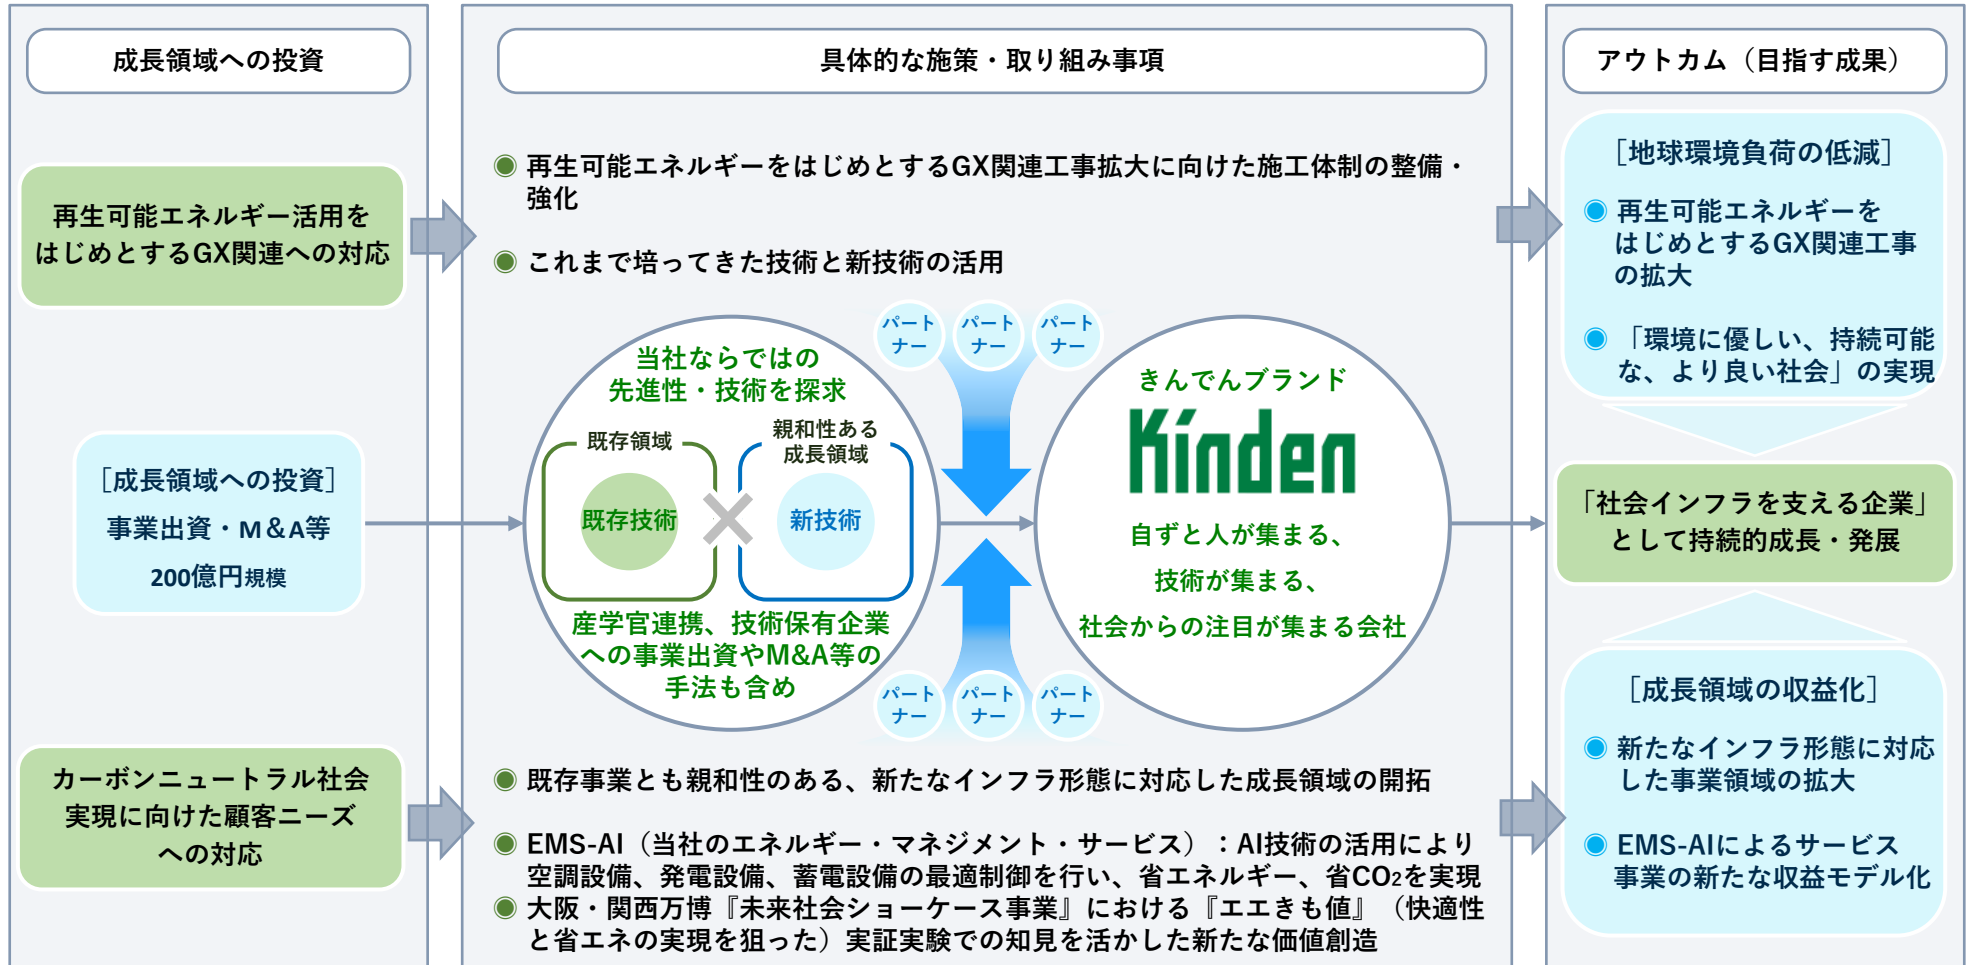 成長領域への投資
再生可能エネルギー活用を
はじめとするGX関連への対応
［成長領域への投資］
事業出資・M＆A等
200億円規模
カーボンニュートラル社会
実現に向けた顧客ニーズ
への対応
具体的な施策・取り組み事項
◉ 再生可能エネルギーをはじめとするGX関連工事拡大に向けた施工体制の整備・
強化
◉ これまで培ってきた技術と新技術の活用
当社ならではの
先進性・技術を探求
既存領域
親和性ある
成長領域
既存技術
×
新技術
産学官連携、技術保有企業
への事業出資やM&A等の
手法も含め
パート
ナー
パート
ナー
パート
ナー
パート
ナー
パート
ナー
パート
ナー
きんでんブランド
Kinden
自ずと人が集まる、
技術が集まる、
社会からの注目が集まる会社
◉ 既存事業とも親和性のある、新たなインフラ形態に対応した成長領域の開拓
◉ EMS-AI（当社のエネルギー・マネジメント・サービス）：AI技術の活用により
空調設備、発電設備、蓄電設備の最適制御を行い、省エネルギー、省CO₂を実現
◉ 大阪・関西万博『未来社会ショーケース事業』における『エエきも値』（快適性
と省エネの実現を狙った）実証実験での知見を活かした新たな価値創造
アウトカム（目指す成果）
［地球環境負荷の低減］
◉ 再生可能エネルギーを
はじめとするGX関連工事
の拡大
◉ 「環境に優しい、持続可能
な、より良い社会」の実現
「社会インフラを支える企業」
として持続的成長・発展
［成長領域の収益化］
◉ 新たなインフラ形態に対応
した事業領域の拡大
◉ EMS-AIによるサービス
事業の新たな収益モデル化